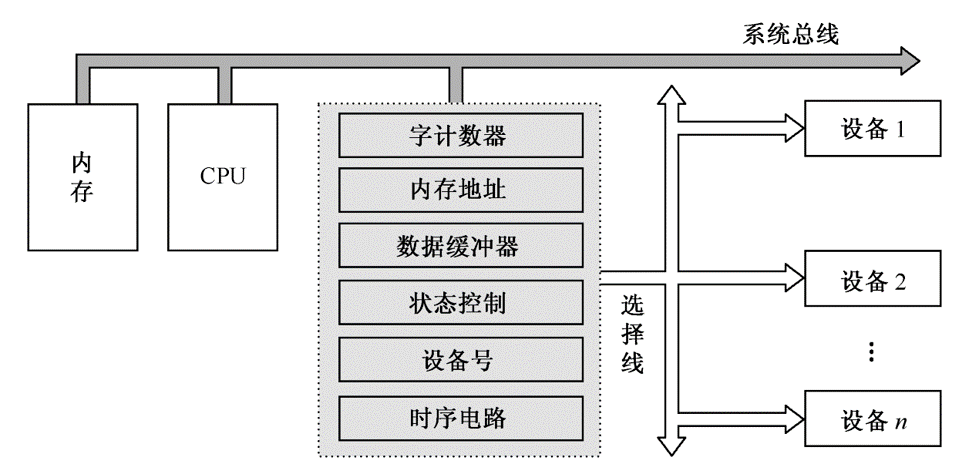 系统总线
内存
CPU
字计数器
内存地址
数据缓冲器
状态控制
设备号
时序电路
选择线
设备 1
设备 2
⋮
设备 n